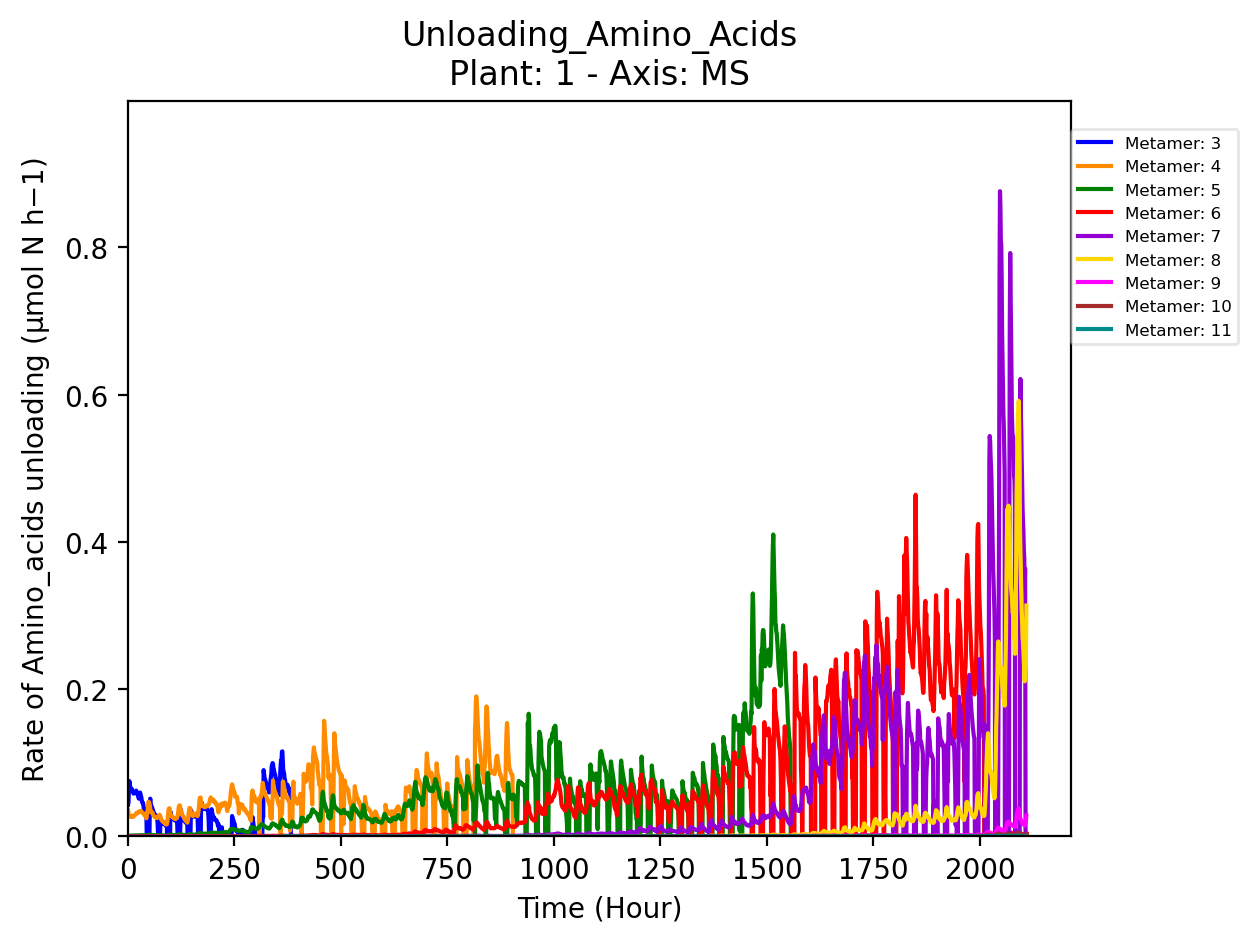 Unloading_Amino_Acids
Plant: 1 - Axis: MS
Rate of Amino_acids unloading (µmol N h−1)
0.8
0.6
0.4
0.2
0.0
0 250 500 750 1000 1250 1500 1750 2000
Time (Hour)
Metamer: 3
Metamer: 4
Metamer: 5
Metamer: 6
Metamer: 7
Metamer: 8
Metamer: 9
Metamer: 10
Metamer: 11